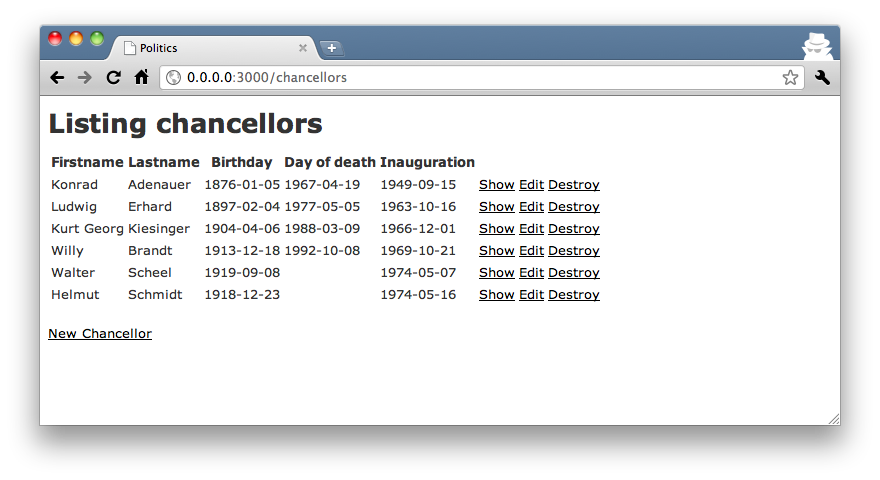 Politics
0.0.0.0:3000/chancellors
Listing chancellors
Firstname Lastname Birthday Day of death Inauguration
Konrad Adenauer 1876-01-05 1967-04-19 1949-09-15 Show Edit Destroy
Ludwig Erhard 1897-02-04 1977-05-05 1963-10-16 Show Edit Destroy
Kurt Georg Kiesinger 1904-04-06 1988-03-09 1966-12-01 Show Edit Destroy
Willy Brandt 1913-12-18 1992-10-08 1969-10-21 Show Edit Destroy
Walter Scheel 1919-09-08 1974-05-07 Show Edit Destroy
Helmut Schmidt 1918-12-23 1974-05-16 Show Edit Destroy
New Chancellor